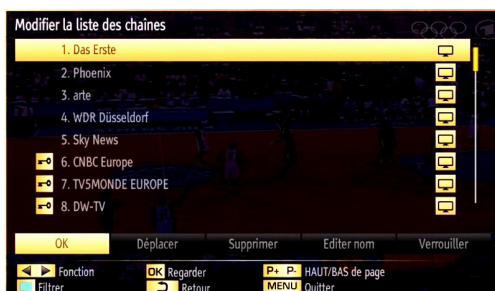 Modifier la liste des chaines
1. Das Erste
2. Phoenix
3. arte
4. WDR Düsseldorf
5. Sky News
6. CNBC Europe
7. TV5MONDE EUROPE
8. DW-TV
OK Déplacer Supprimer Editer nom Verrouiller
Fonction OK Regarder P+ P- HAUT/BAS de page
Filtrer Retour MENU Quitter